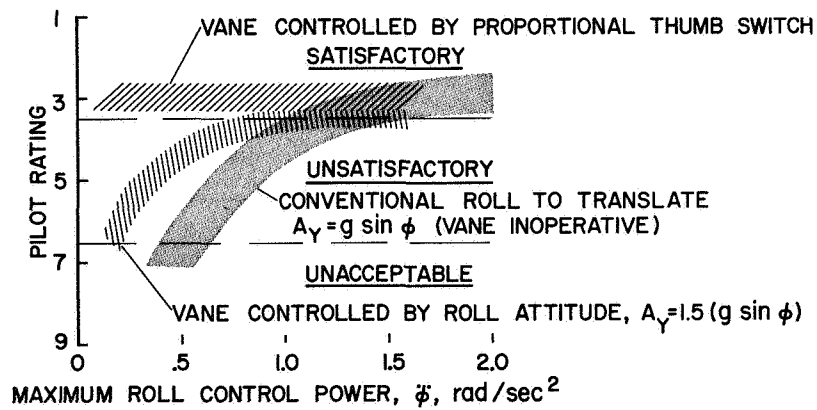 1
VANE CONTROLLED BY PROPORTIONAL THUMB SWITCH
SATISFACTORY
3
PILOT RATING
UNSATISFACTORY
5
CONVENTIONAL ROLL TO TRANSLATE
A_Y=g sin ϕ (VANE INOPERATIVE)
7
UNACCEPTABLE
VANE CONTROLLED BY ROLL ATTITUDE, A_Y=1.5 (g sin ϕ)
9
0 .5 1.0 1.5 2.0
MAXIMUM ROLL CONTROL POWER, ϕ̈, rad/sec²